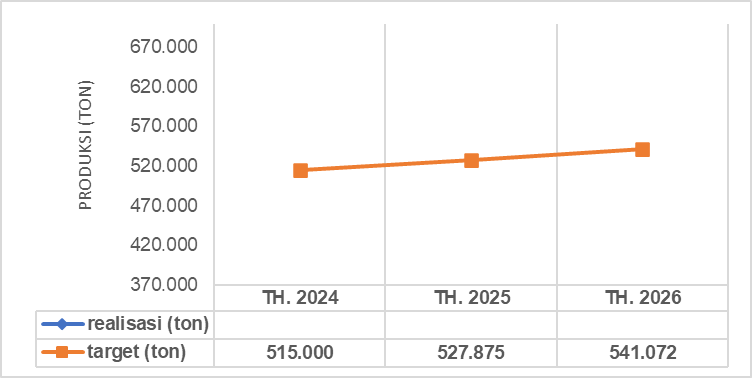 PRODUKSI (TON)
670.000
620.000
570.000
520.000
470.000
420.000
370.000
TH. 2024 TH. 2025 TH. 2026
realisasi (ton)
target (ton) 515.000 527.875 541.072